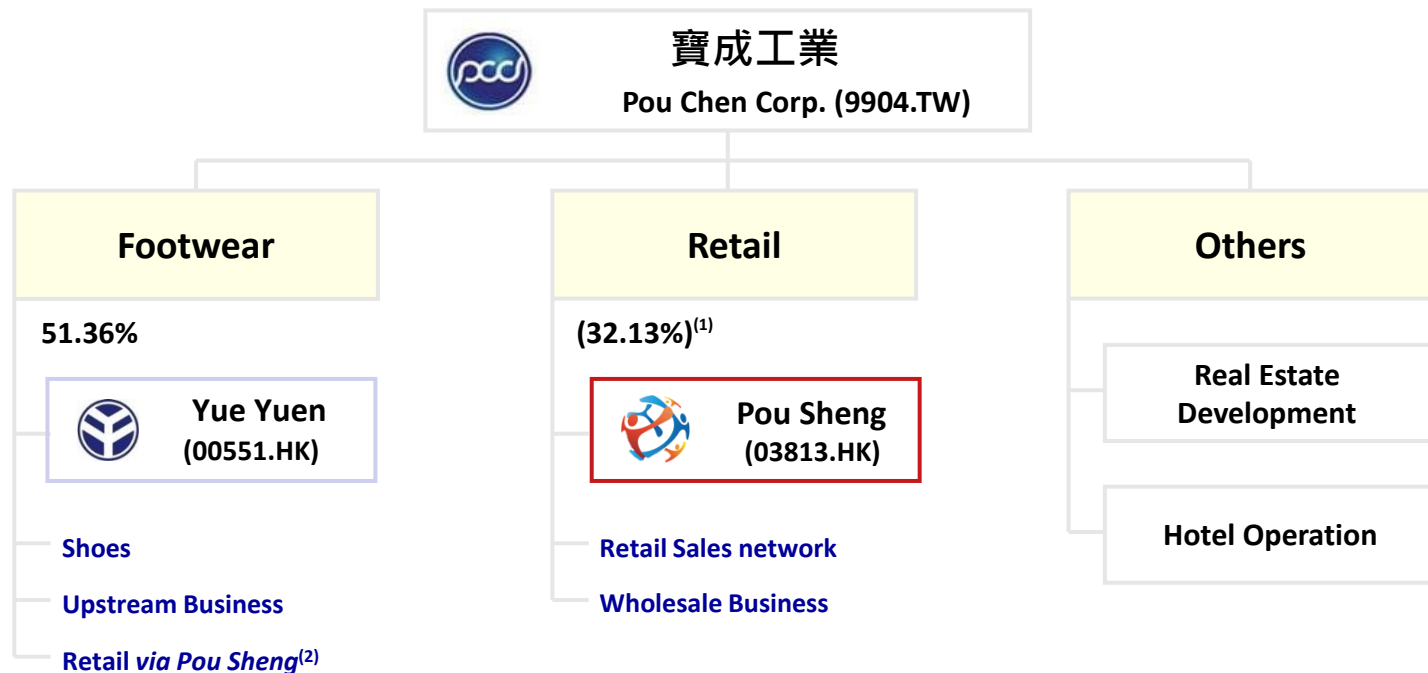 pcc
寶成工業
Pou Chen Corp. (9904.TW)
Footwear
51.36%
Yue Yuen
(00551.HK)
Shoes
Upstream Business
Retail via Pou Sheng(2)
Retail
(32.13%)(1)
Pou Sheng
(03813.HK)
Retail Sales network
Wholesale Business
Others
Real Estate
Development
Hotel Operation